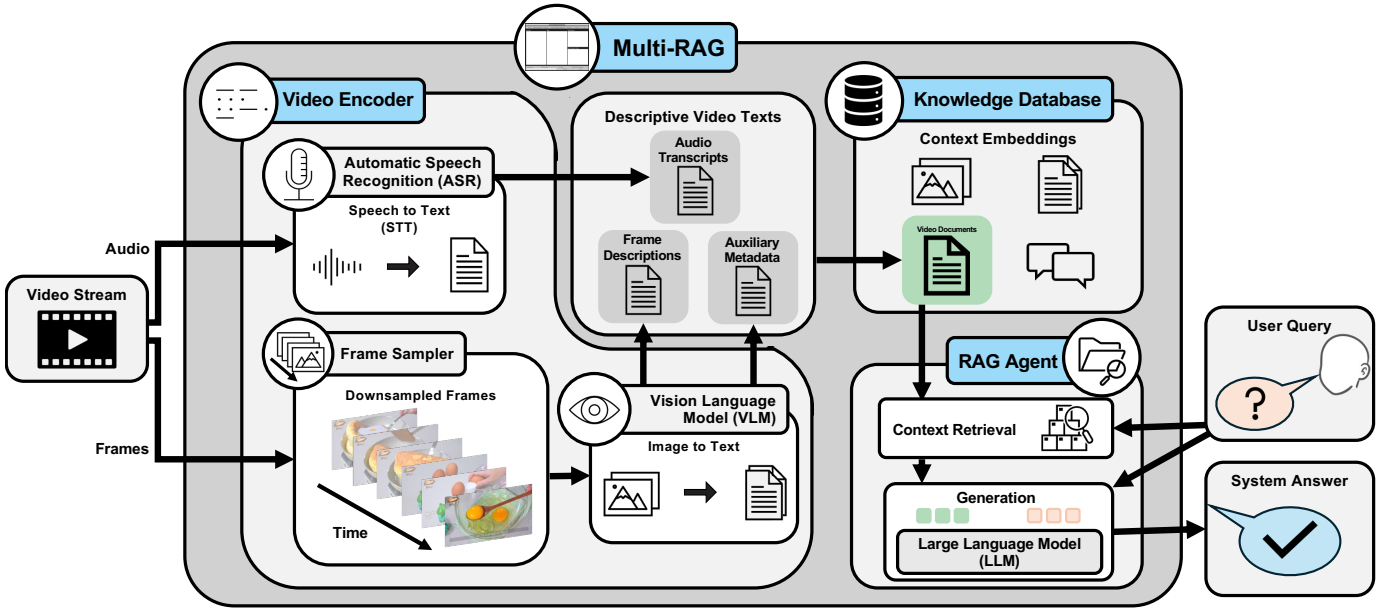 Multi-RAG
Video Encoder
Knowledge Database
Descriptive Video Texts
Audio
Transcripts
Context Embeddings
Automatic Speech
Recognition (ASR)
Speech to Text
(STT)
Audio
Frame
Descriptions
Auxiliary
Metadata
Video Documents
Video Stream
User Query
?
Frame Sampler
RAG Agent
Downsampled Frames
Vision Language
Model (VLM)
Context Retrieval
Frames
Image to Text
System Answer
Generation
Time
Large Language Model
(LLM)